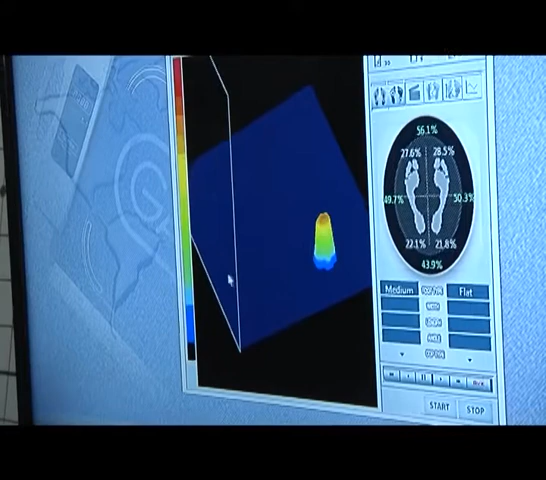 56.1%
27.6% 28.5%
49.7% 50.3%
22.1% 21.8%
43.9%
Medium Flat
START STOP